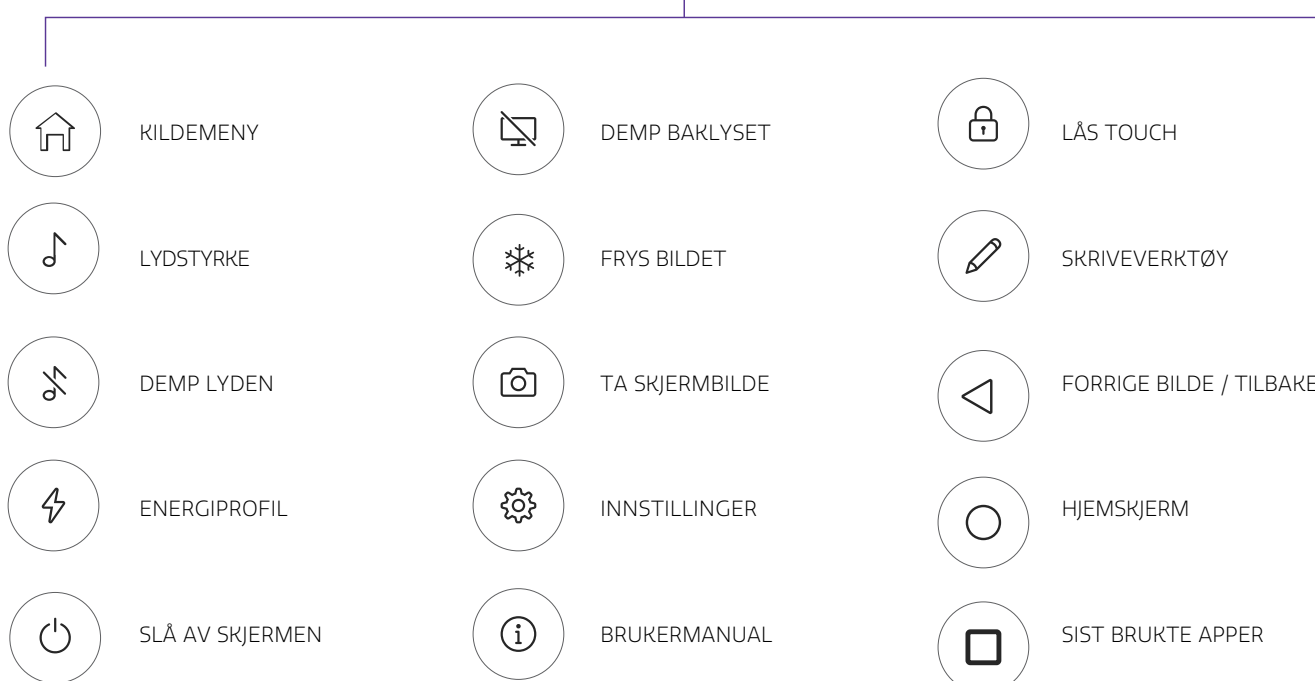 KILDEMENY
LYDSTYRKE
DEMP LYDEN
ENERGIPROFIL
SLÅ AV SKJERMEN
DEMP BAKLYSET
FRYS BILDET
TA SKJERMBILDE
INNSTILLINGER
BRUKERMANUAL
LÅS TOUCH
SKRIVEVERKTØY
FORRIGE BILDE / TILBAKE
HJEMSKJERM
SIST BRUKTE APPER